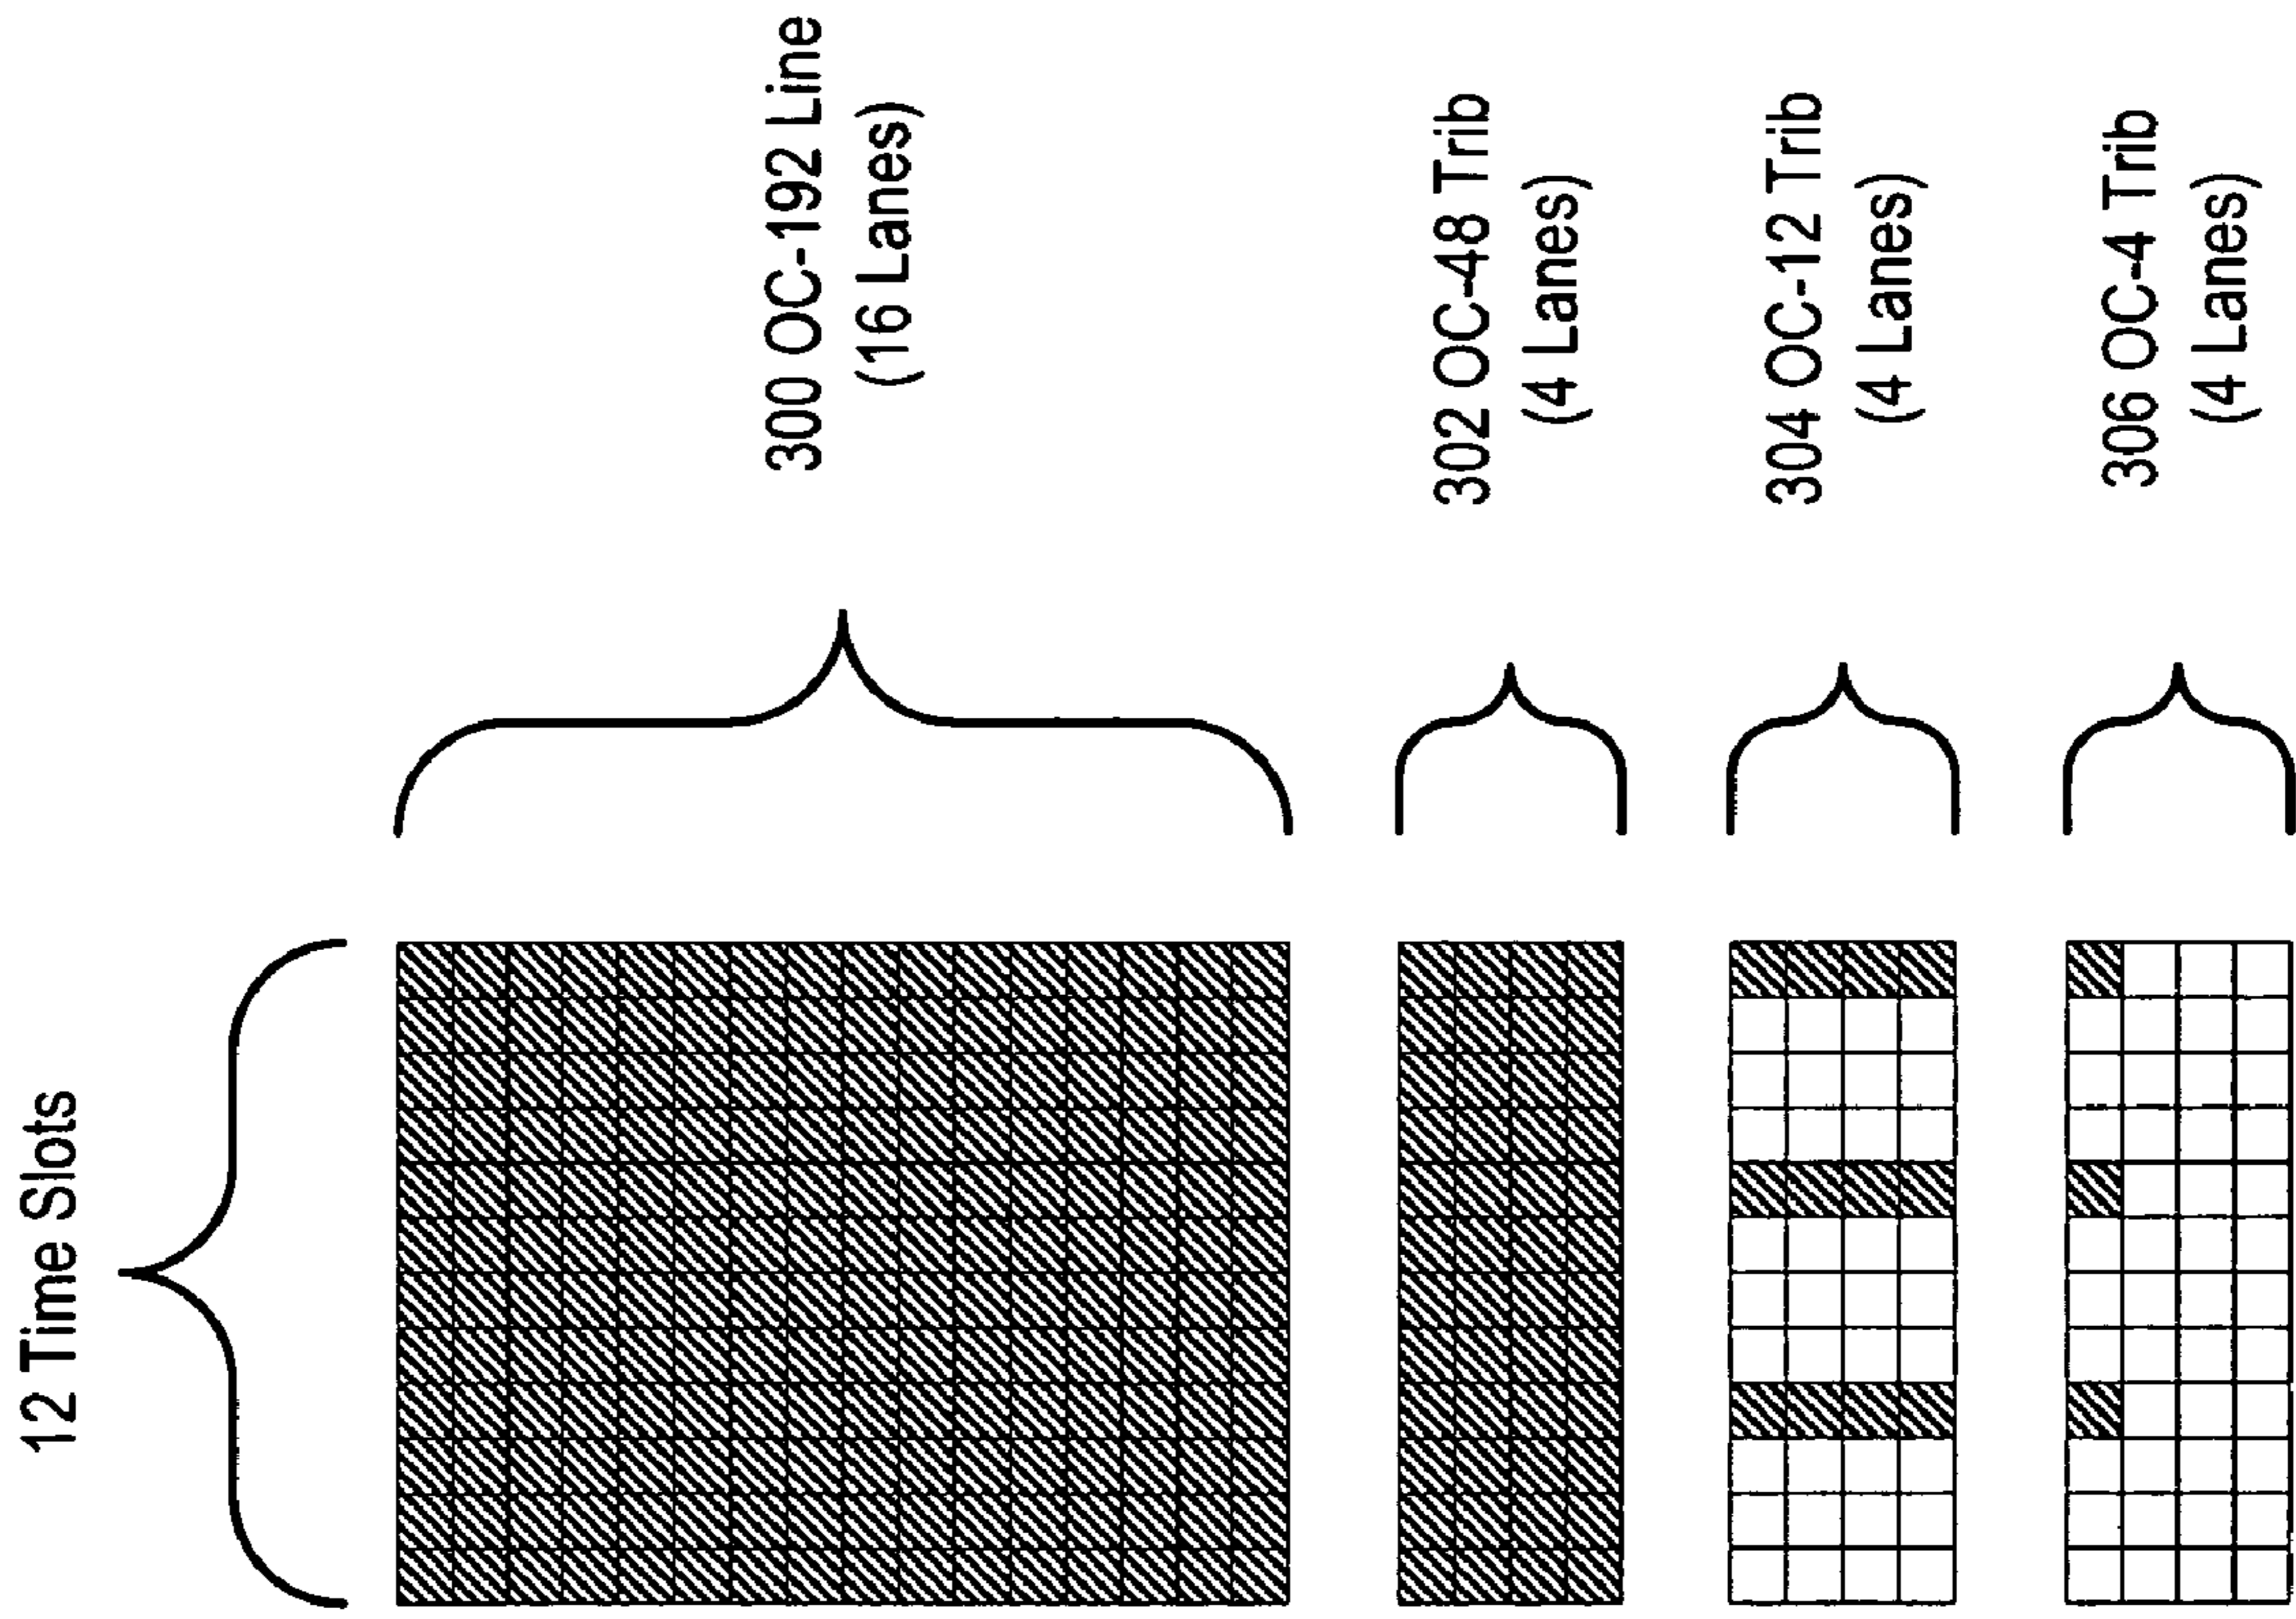 12 Time Slots
300 OC-192 Line
(16 Lanes)
302 OC-48 Trib
(4 Lanes)
304 OC-12 Trib
(4 Lanes)
306 OC-4 Trib
(4 Lanes)